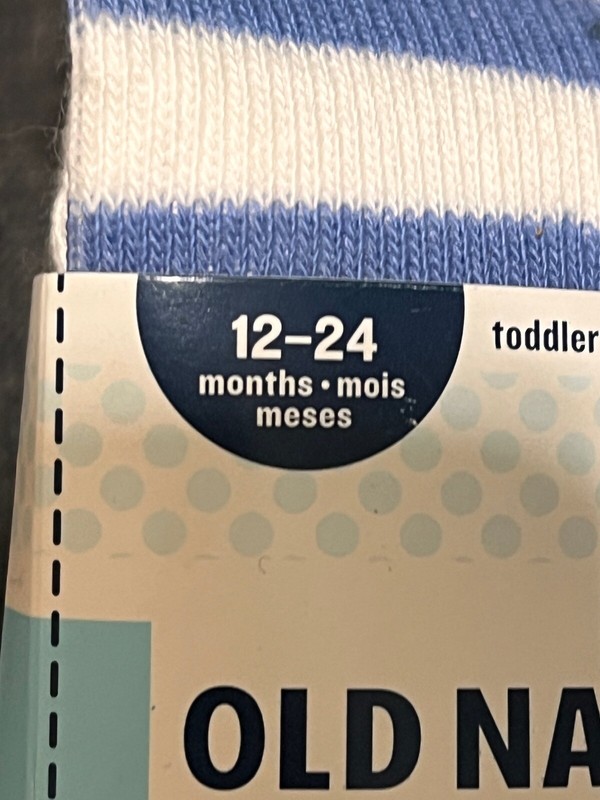 12–24
months • mois
meses
toddler
OLD NA